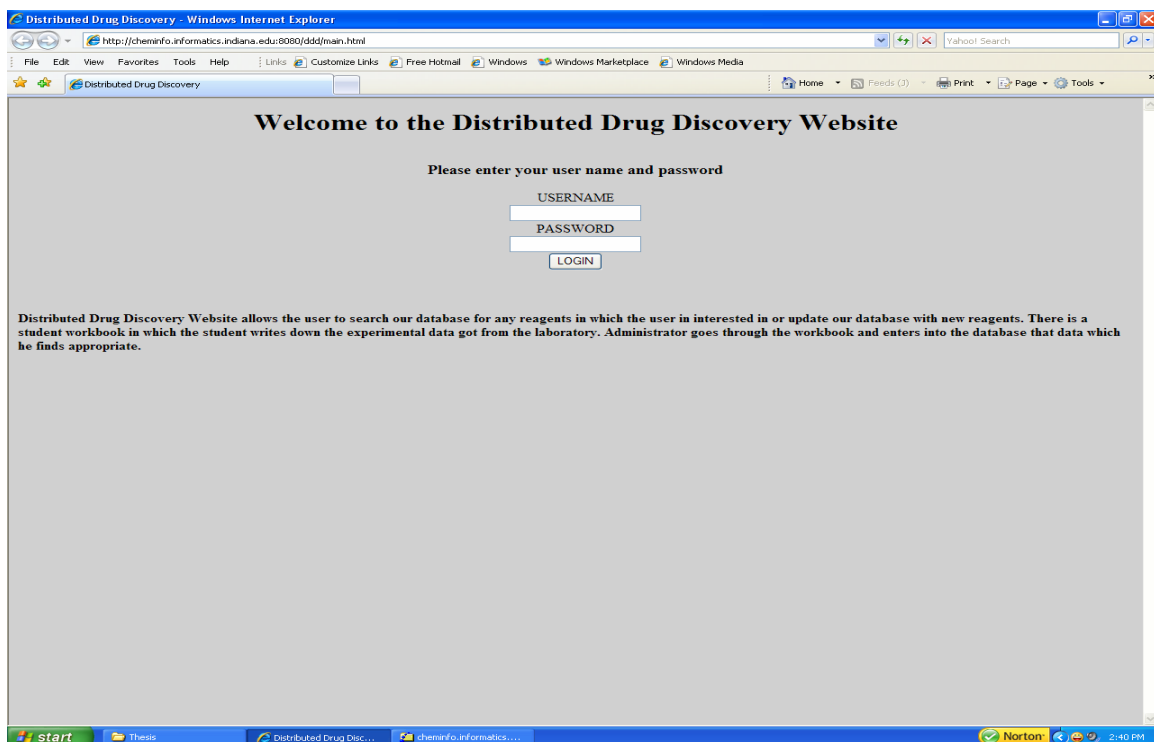 Distributed Drug Discovery - Windows Internet Explorer
http://cheminfo.informatics.indiana.edu:8080/ddd/main.html
Yahoo! Search
File Edit View Favorites Tools Help Links Customize Links Free Hotmail Windows Windows Marketplace Windows Media
Distributed Drug Discovery Home Feeds (J) Print Page Tools
Welcome to the Distributed Drug Discovery Website
Please enter your user name and password
USERNAME
PASSWORD
LOGIN
Distributed Drug Discovery Website allows the user to search our database for any reagents in which the user in interested in or update our database with new reagents. There is a
student workbook in which the student writes down the experimental data got from the laboratory. Administrator goes through the workbook and enters into the database that data which
he finds appropriate.
start Thesis Distributed Drug Disc... cheminfo.informatics.... Norton 2:40 PM